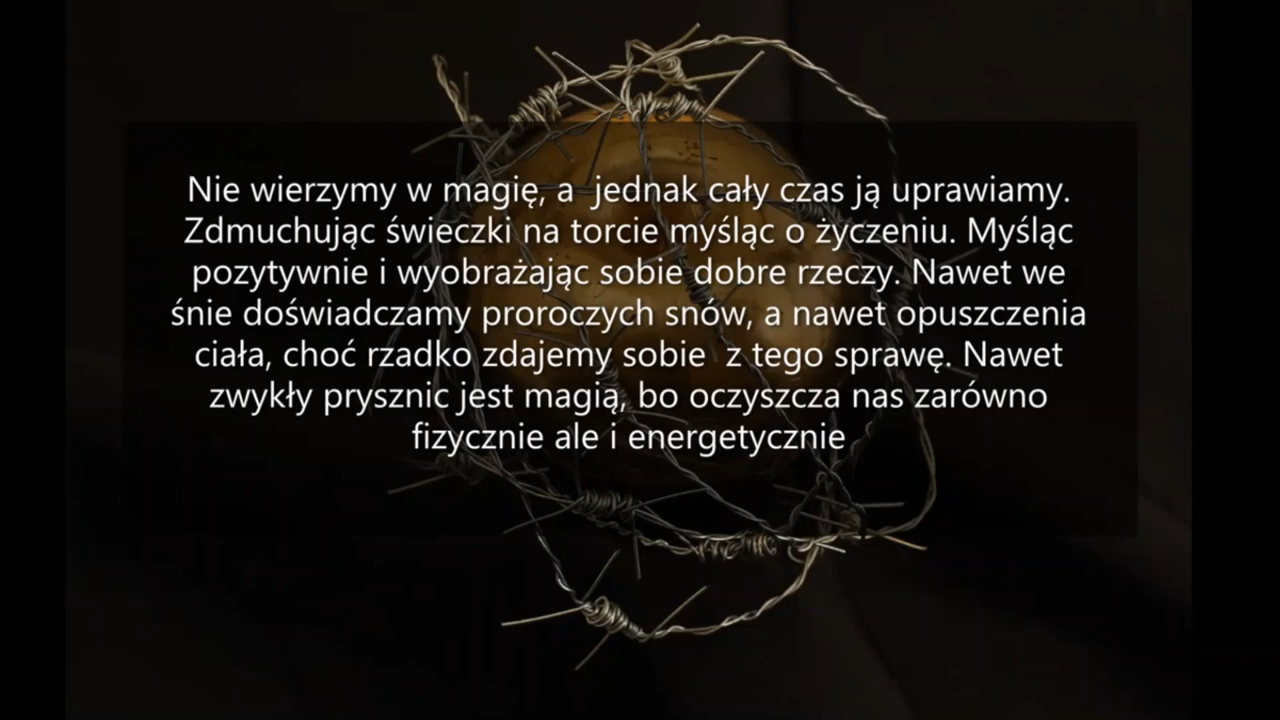 Nie wierzymy w magię, a  jednak cały czas ją uprawiamy.
Zdmuchując świeczki na torcie myśląc o życzeniu. Myśląc
pozytywnie i wyobrażając sobie dobre rzeczy. Nawet we
śnie doświadczamy proroczych snów, a nawet opuszczenia
ciała, choć rzadko zdajemy sobie  z tego sprawę. Nawet
zwykły prysznic jest magią, bo oczyszcza nas zarówno
fizycznie ale i energetycznie